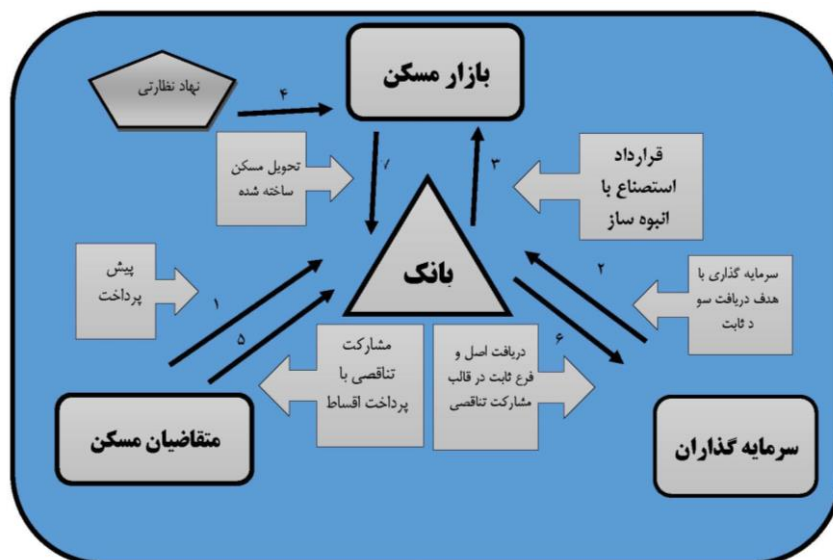 بازار مسکن
نهاد نظارتی
۴
۷
۳
تحویل مسکن
ساخته شده
قرارداد
استصناع با
انبوه ساز
بانک
پیش
پرداخت
۱
۵
۲
۶
سرمایه گذاری با
هدف دریافت سو
د ثابت
مشارکت
تناقصی با
پرداخت اقساط
دریافت اصل و
فرع ثابت در قالب
مشارکت تناقصی
متقاضیان مسکن
سرمایه گذاران